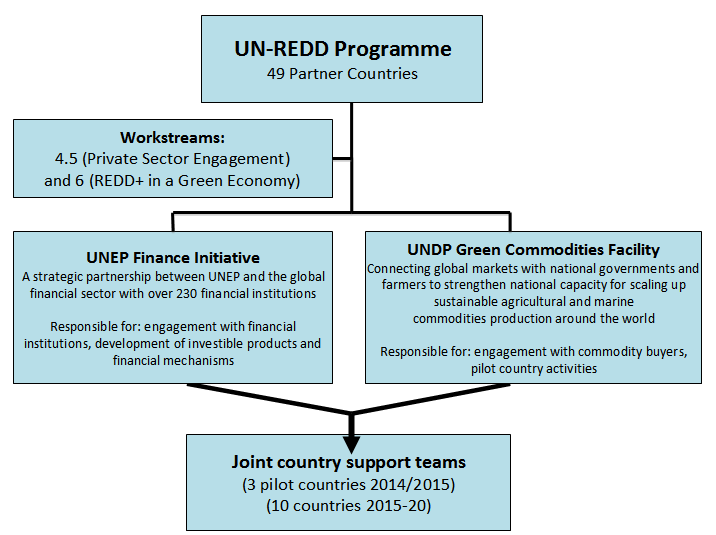 UN-REDD Programme
49 Partner Countries
Workstreams:
4.5 (Private Sector Engagement)
and 6 (REDD+ in a Green Economy)
UNEP Finance Initiative
A strategic partnership between UNEP and the global
financial sector with over 230 financial institutions
Responsible for: engagement with financial
institutions, development of investible products and
financial mechanisms
UNDP Green Commodities Facility
Connecting global markets with national governments and
farmers to strengthen national capacity for scaling up
sustainable agricultural and marine
commodities production around the world
Responsible for: engagement with commodity buyers,
pilot country activities
Joint country support teams
(3 pilot countries 2014/2015)
(10 countries 2015-20)